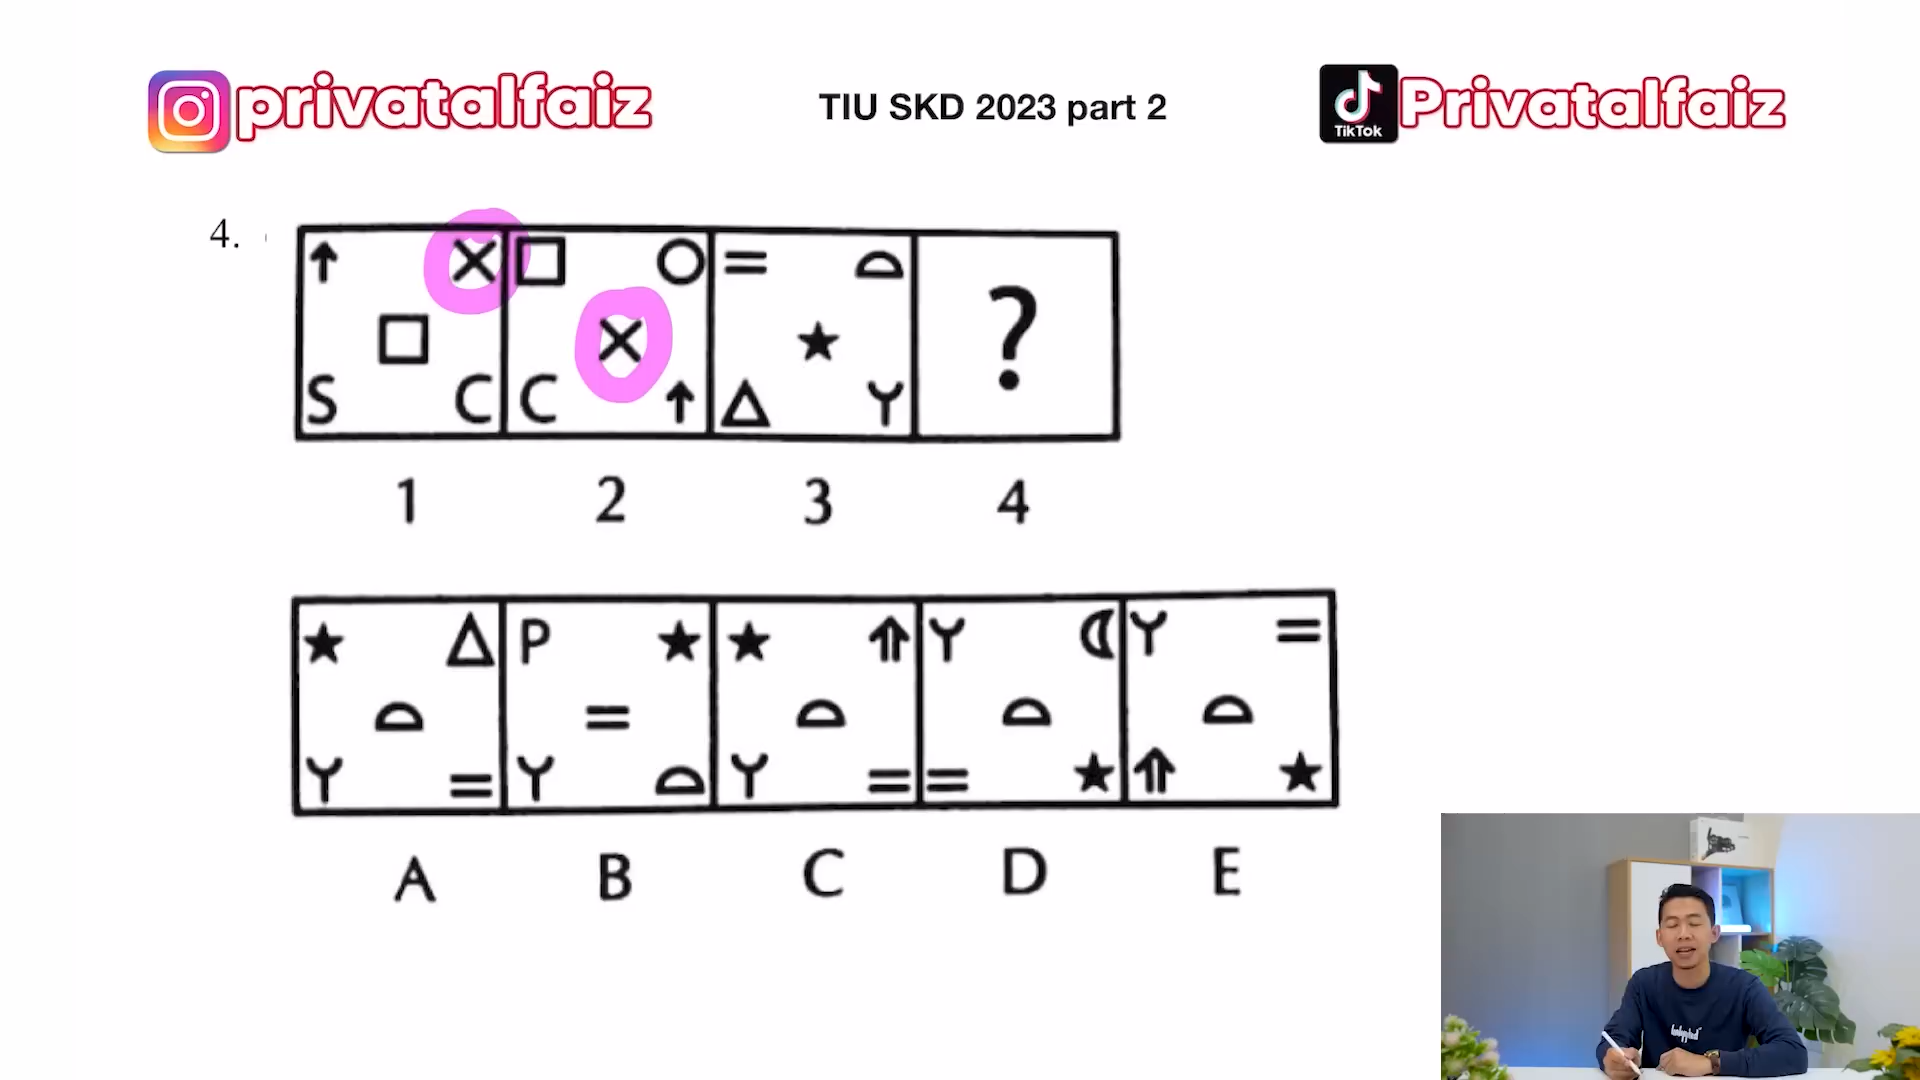 privatalfaiz
TIU SKD 2023 part 2
TikTok
Privatalfaiz
4.
S C C Y
?
1 2 3 4
P Y Y
Y Y Y
A B C D E